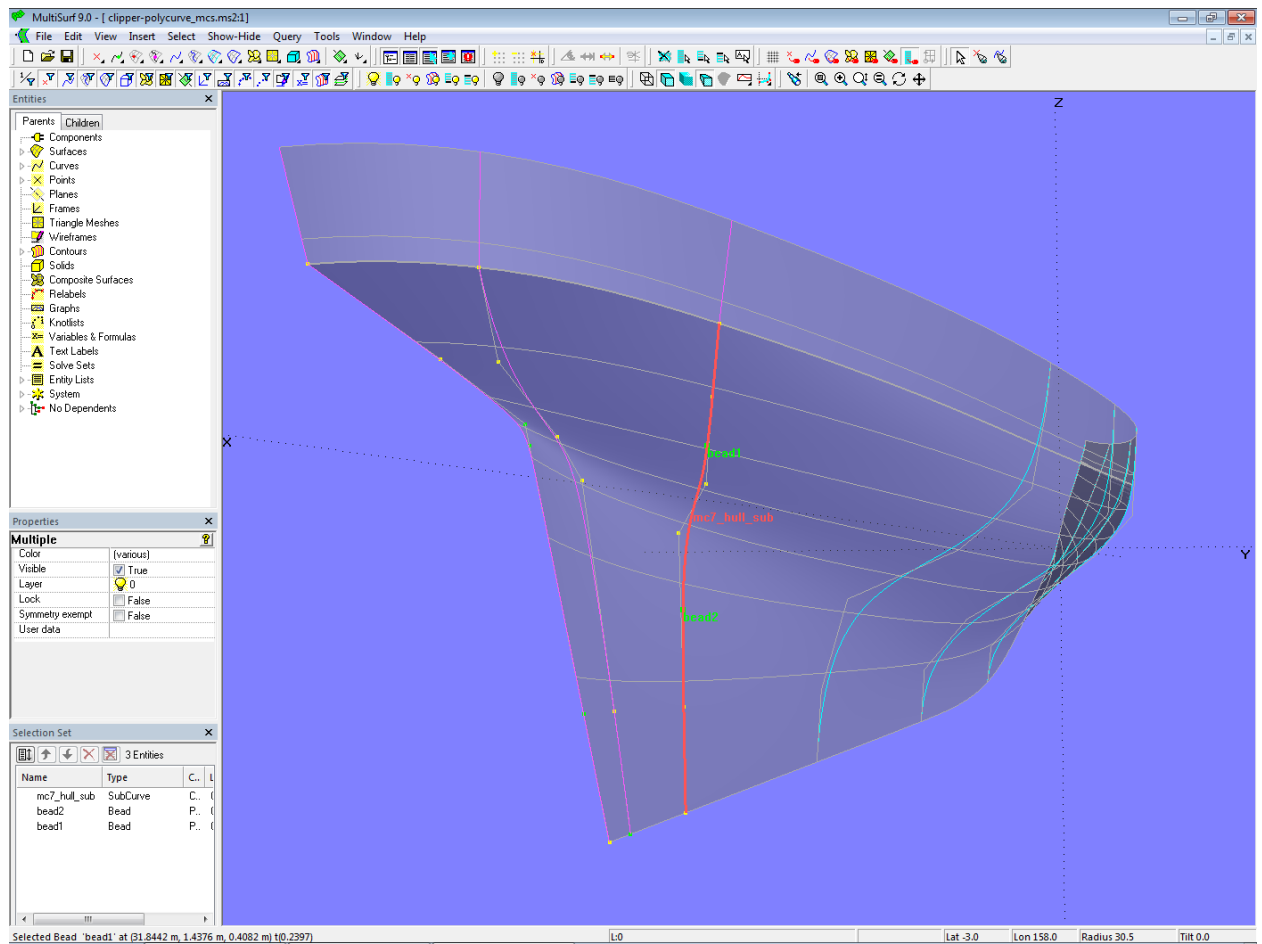 MultiSurf 9.0 - [ clipper-polycurve_mcs.ms2:1]
File Edit View Insert Select Show-Hide Query Tools Window Help
Entities
Parents Children
Components
Surfaces
Curves
Points
Planes
Frames
Triangle Meshes
Wireframes
Contours
Solids
Composite Surfaces
Relabels
Graphs
Knotlists
Variables & Formulas
Text Labels
Solve Sets
Entity Lists
System
No Dependents
Properties
Multiple
Color (various)
Visible True
Layer 0
Lock False
Symmetry exempt False
User data
Selection Set
3 Entities
Name Type C.. L
mc7_hull_sub SubCurve C..
bead2 Bead P..
bead1 Bead P..
Z
X
bead1
mc7_hull_sub
Y
bead2
Selected Bead 'bead1' at (31.8442 m, 1.4376 m, 0.4082 m) t(0.2397) L:0 Lat -3.0 Lon 158.0 Radius 30.5 Tilt 0.0